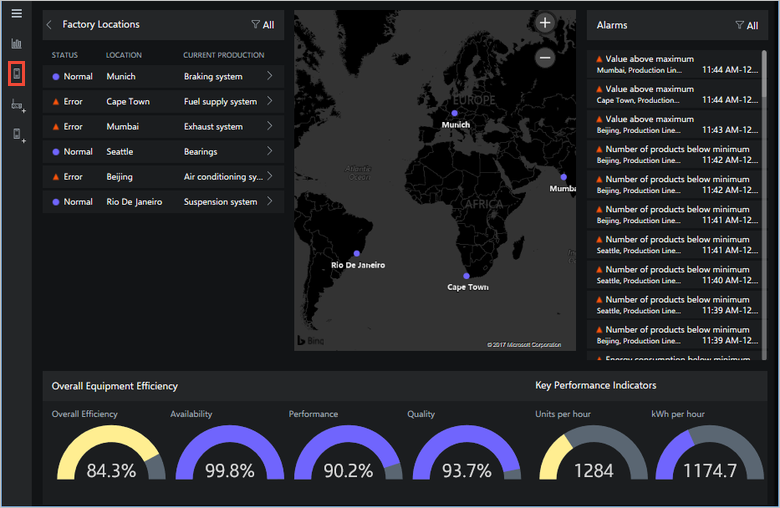 Factory Locations
All
STATUS LOCATION CURRENT PRODUCTION
Normal Munich Braking system
Error Cape Town Fuel supply system
Error Mumbai Exhaust system
Normal Seattle Bearings
Error Beijing Air conditioning sy...
Normal Rio De Janeiro Suspension system
EUROPE
Munich
Atlantic
Ocean
Mumba
AFRICA
Rio De Janeiro
Cape Town
Bing
© 2017 Microsoft Corporation
Alarms
All
Value above maximum
Mumbai, Production Lin... 11:44 AM-12...
Value above maximum
Cape Town, Production... 11:44 AM-12...
Value above maximum
Beijing, Production Line... 11:43 AM-12...
Number of products below minimum
Beijing, Production Line... 11:42 AM-12...
Number of products below minimum
Beijing, Production Line... 11:42 AM-12...
Number of products below minimum
Beijing, Production Line... 11:41 AM-12...
Number of products below minimum
Seattle, Production Line... 11:41 AM-12...
Number of products below minimum
Seattle, Production Line... 11:40 AM-12...
Number of products below minimum
Seattle, Production Line... 11:39 AM-12...
Number of products below minimum
Beijing, Production Line... 11:39 AM-12...
Energy consumption below minimum
Overall Equipment Efficiency
Overall Efficiency Availability Performance Quality
84.3% 99.8% 90.2% 93.7%
Key Performance Indicators
Units per hour kWh per hour
1284 1174.7